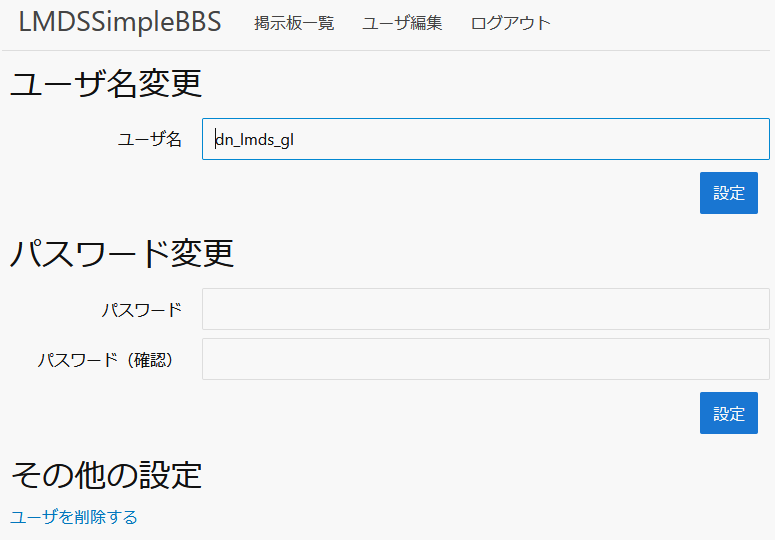 LMDSSimpleBBS 掲示板一覧 ユーザ編集 ログアウト
ユーザ名変更
ユーザ名 dn_lmds_gl
設定
パスワード変更
パスワード
パスワード（確認）
設定
その他の設定
ユーザを削除する